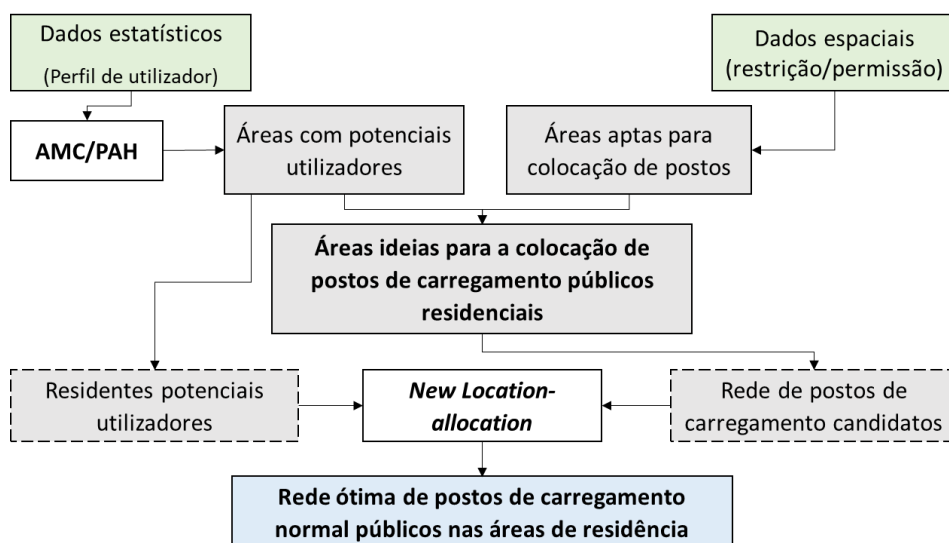 Dados estatísticos
(Perfil de utilizador)
Dados espaciais
(restrição/permissão)
AMC/PAH
Áreas com potenciais
utilizadores
Áreas aptas para
colocação de postos
Áreas ideias para a colocação de
postos de carregamento públicos
residenciais
Residentes potenciais
utilizadores
New Location-
allocation
Rede de postos de
carregamento candidatos
Rede ótima de postos de carregamento
normal públicos nas áreas de residência